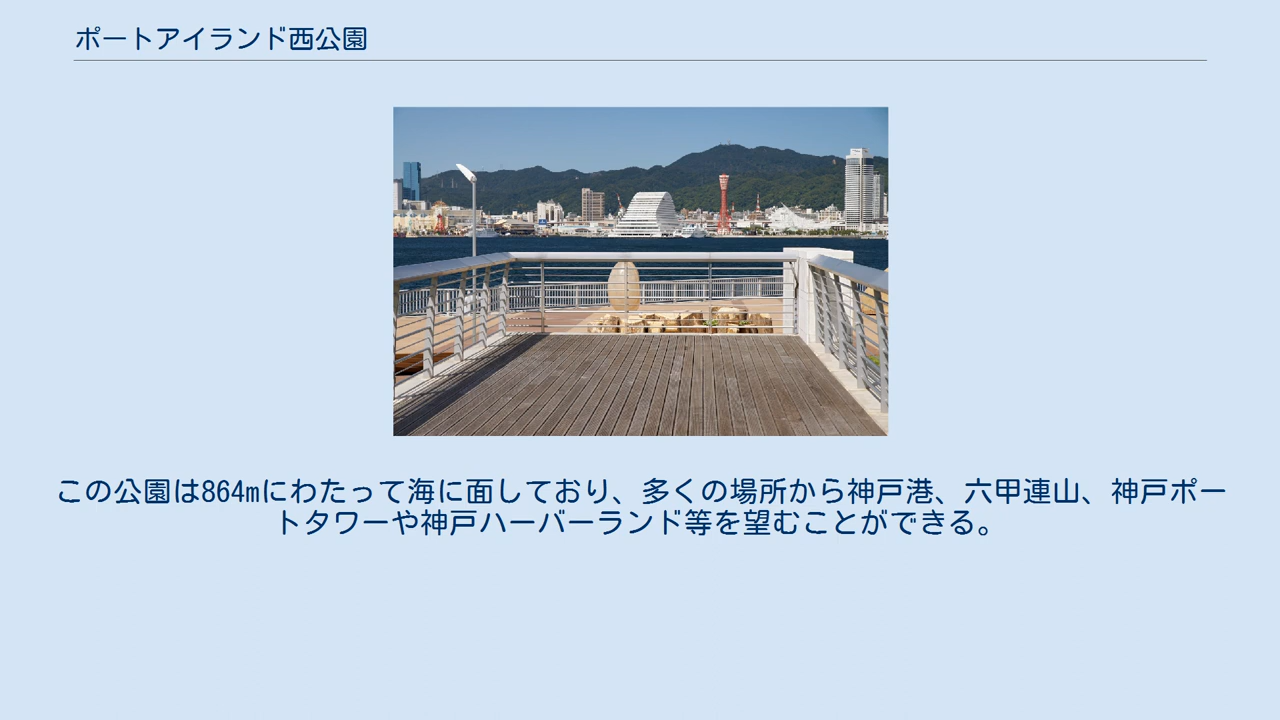 ポートアイランド西公園
この公園は864mにわたって海に面しており、多くの場所から神戸港、六甲連山、神戸ポー
トタワーや神戸ハーバーランド等を望むことができる。